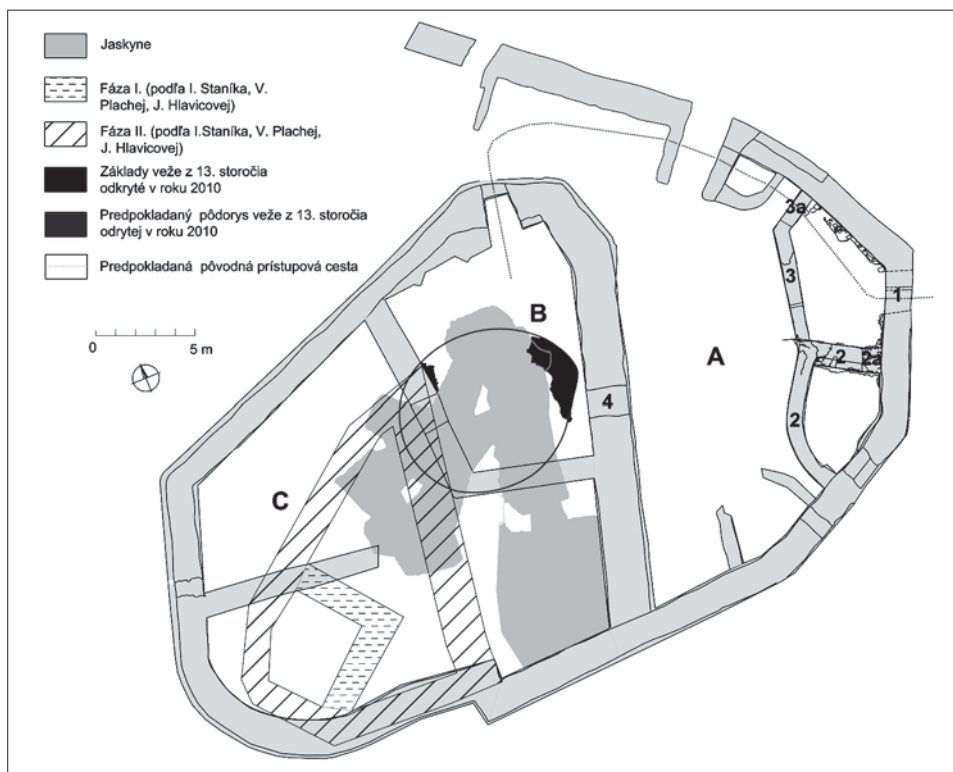 Jaskyne
Fáza I. (podľa I. Staníka, V.
Plachej, J. Hlavicovej)
Fáza II. (podľa I.Staníka, V. Plachej,
J. Hlavicovej)
Základy veže z 13. storočia
odkryté v roku 2010
Predpokladaný pôdorys veže z 13. storočia
odrytej v roku 2010
Predpokladaná pôvodná prístupová cesta
0 5 m
3a
3
1
B
A
2 2a
4
2
C